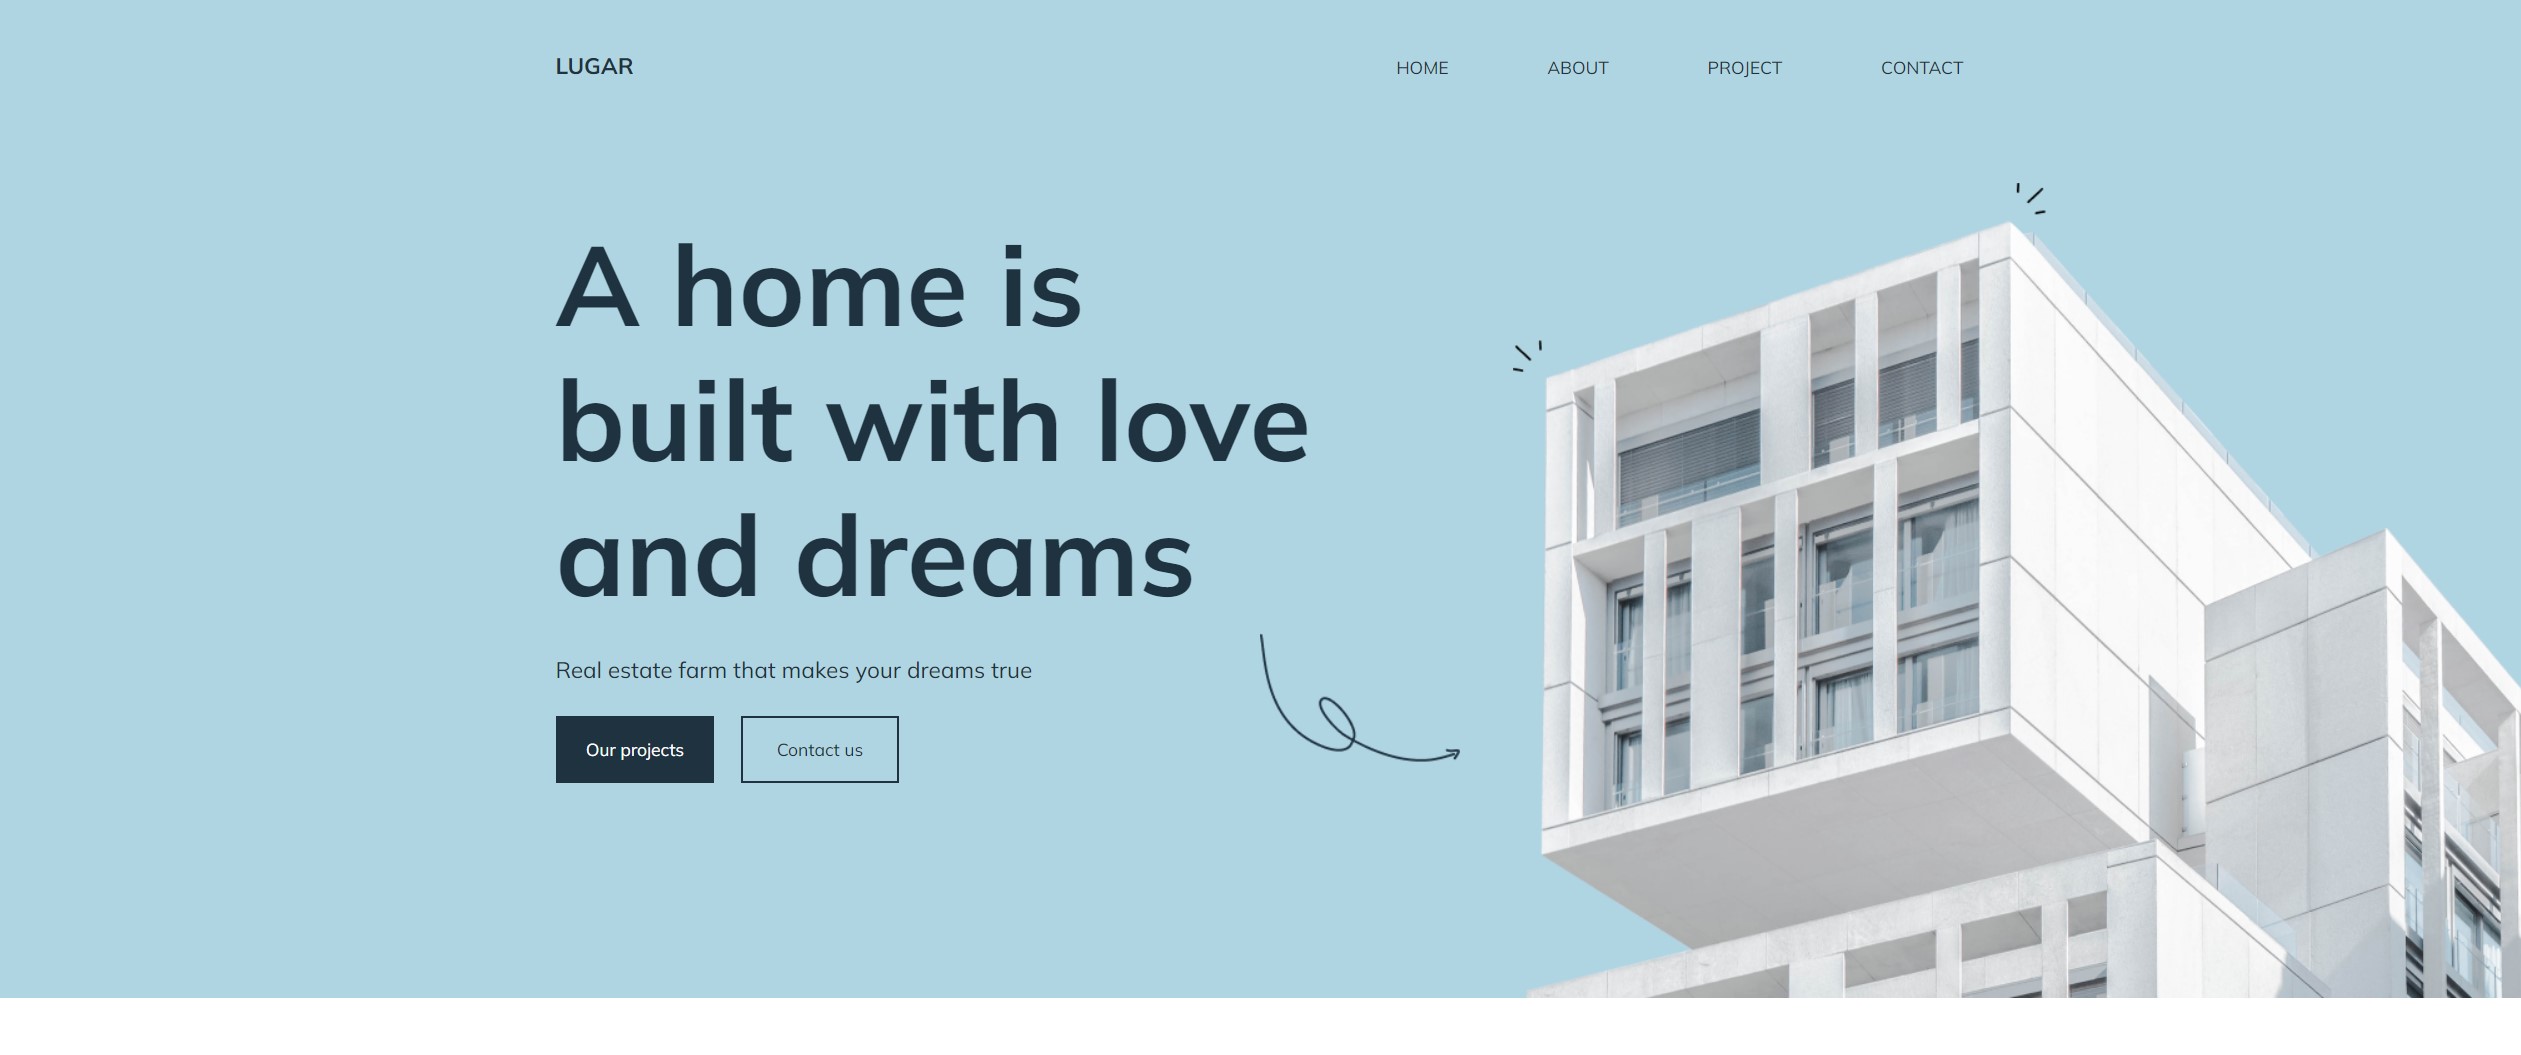 LUGAR
HOME ABOUT PROJECT CONTACT
A home is
built with love
and dreams
Real estate farm that makes your dreams true
Our projects Contact us